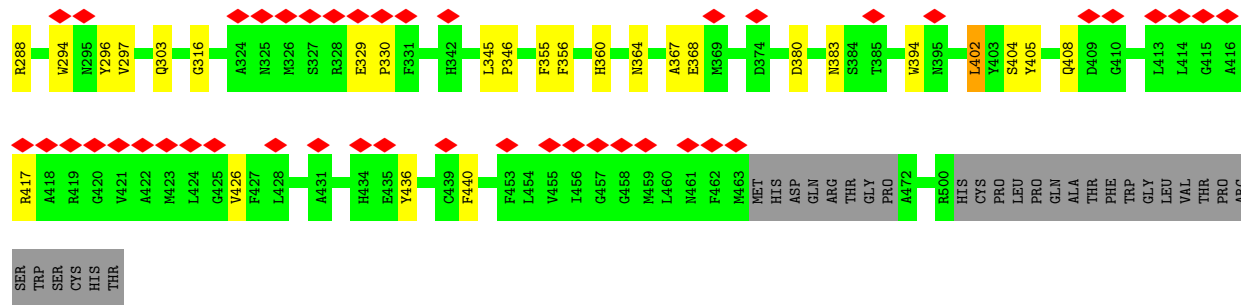 R288 W294 N295 Y296 V297 Q303 G316 A324 N325 M326 S327 R328 E329 P330 F331 H342 L345 P346 F355 F356 H360 N364 A367 E368 M369 D374 D380 N383 S384 T385 W394 N395 L402 Y403 S404 Y405 Q408 D409 G410 L413 L414 G415 A416
R417 A418 R419 G420 V421 A422 M423 L424 G425 V426 F427 L428 A431 H434 E435 Y436 C439 F440 F453 L454 V455 I456 G457 G458 M459 L460 N461 F462 M463 MET HIS ASP GLN ARG THR GLY PRO A472 R500 HIS CYS PRO LEU PRO GLN ALA THR PHE TRP GLY LEU VAL THR PRO ARG
SER TRP SER CYS HIS THR